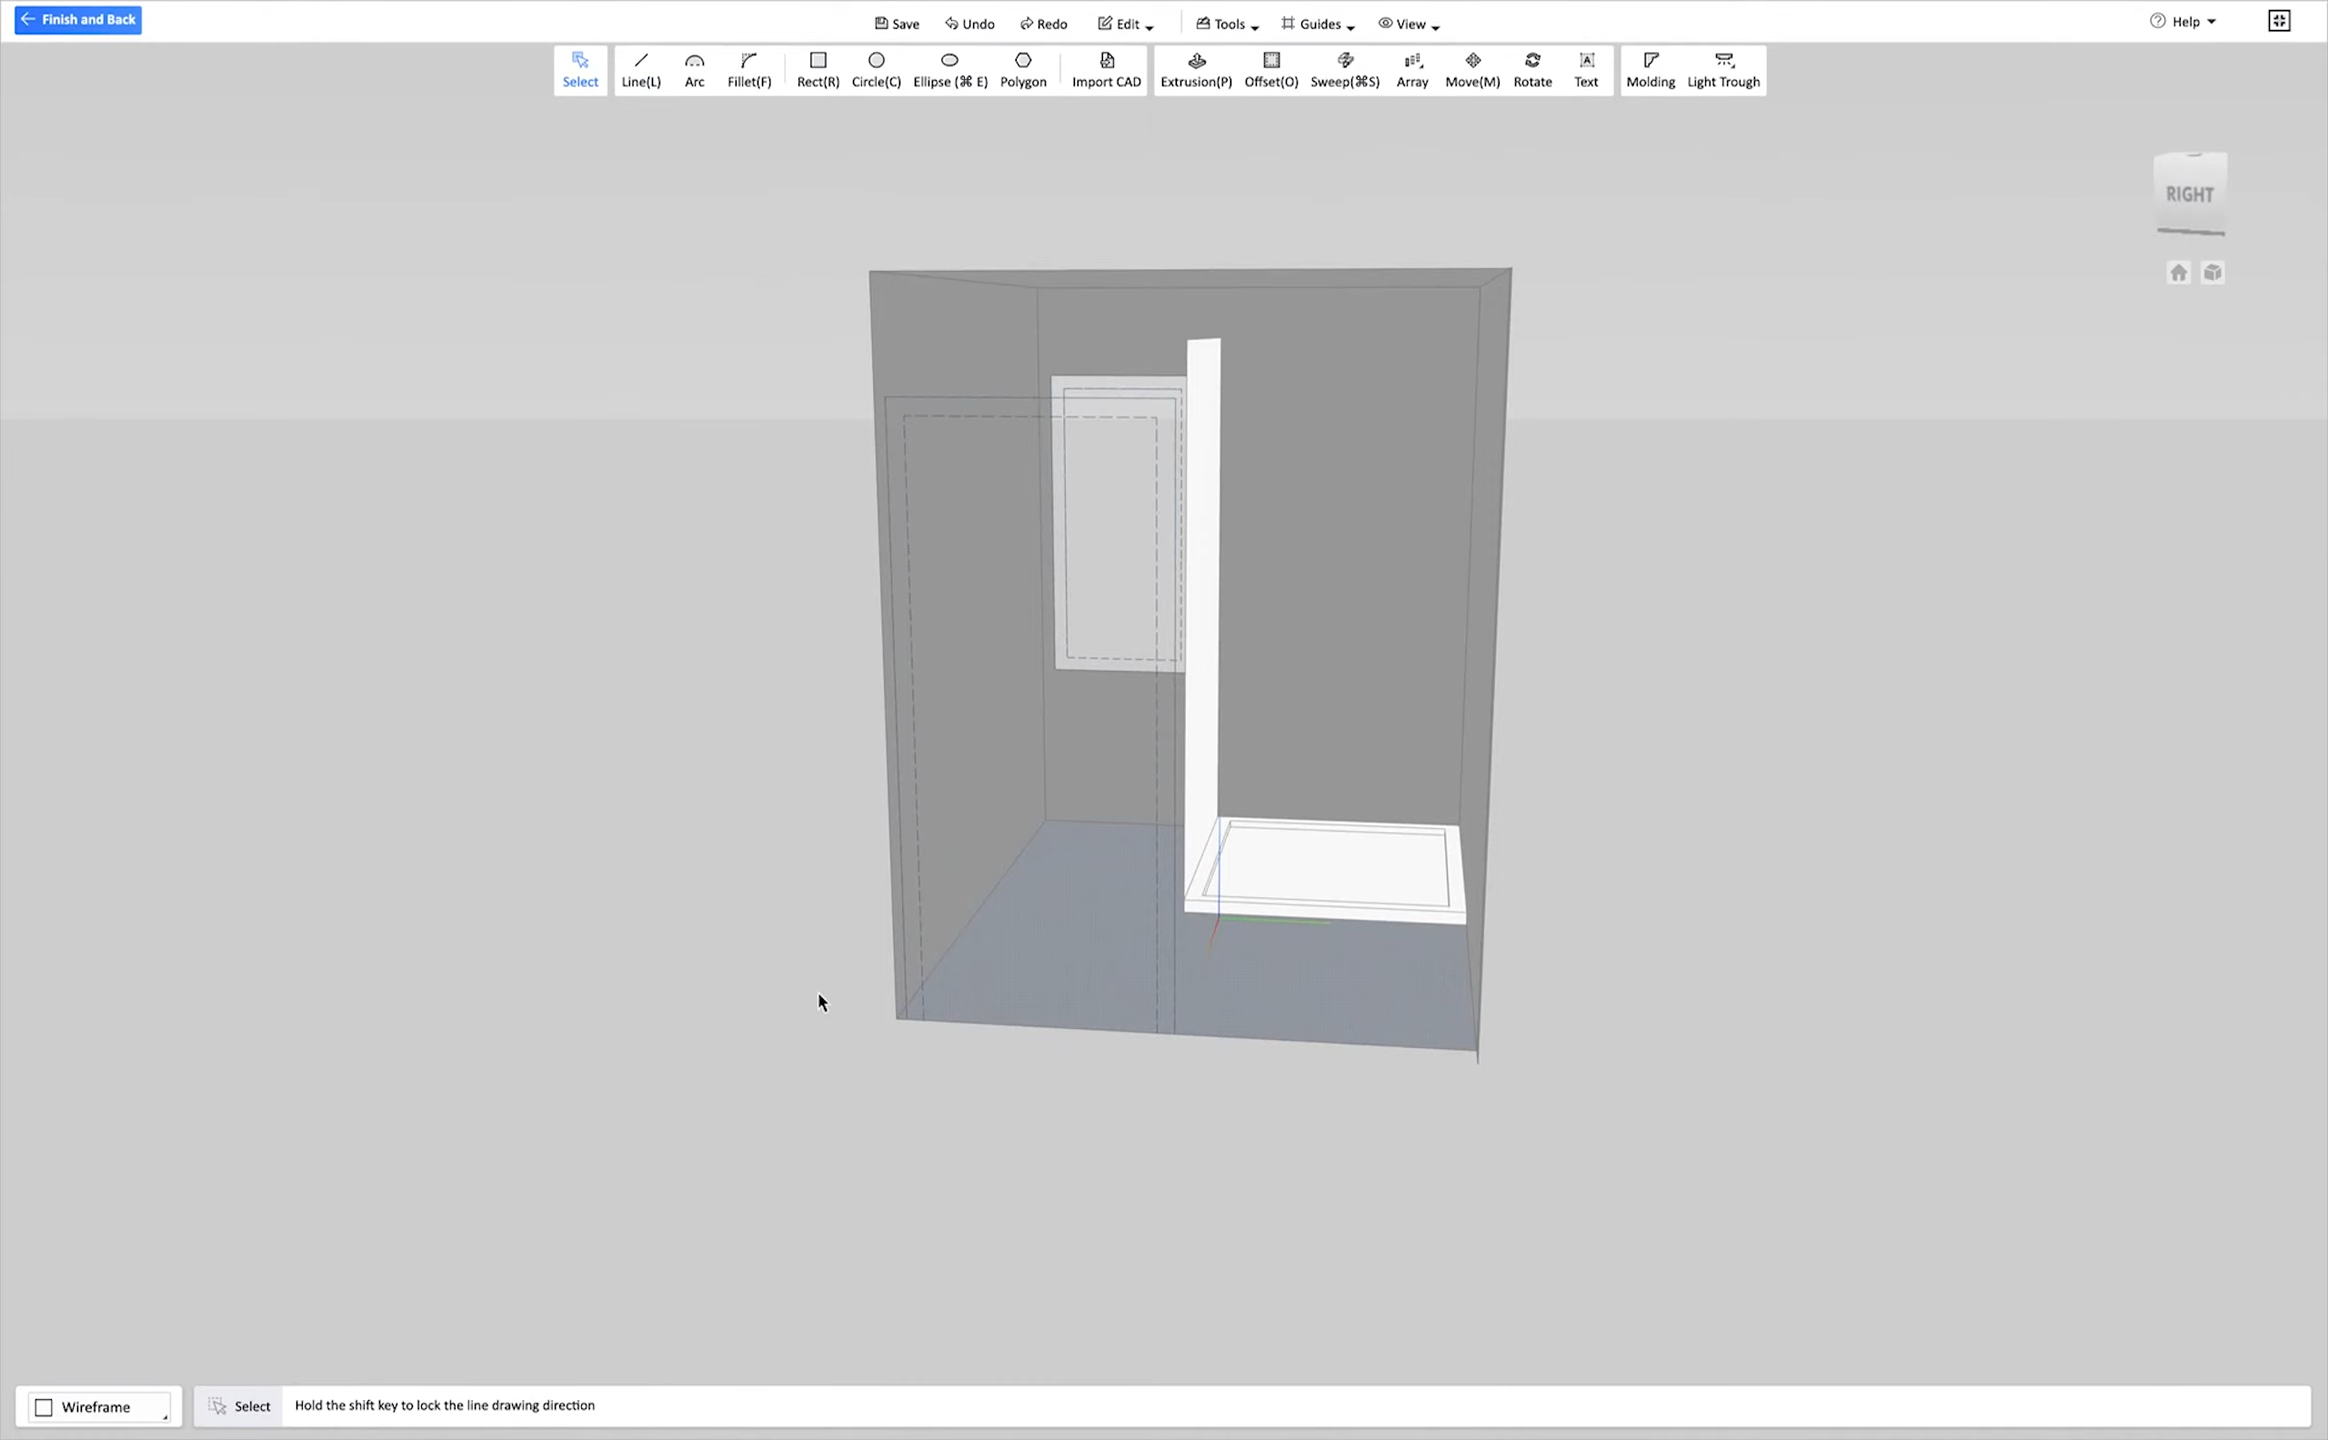 Finish and Back
Save Undo Redo Edit Tools Guides View Help
Select Line(L) Arc Fillet(F) Rect(R) Circle(C) Ellipse (⌘ E) Polygon Import CAD Extrusion(P) Offset(O) Sweep(⌘S) Array Move(M) Rotate Text Molding Light Trough
RIGHT
Wireframe Select Hold the shift key to lock the line drawing direction